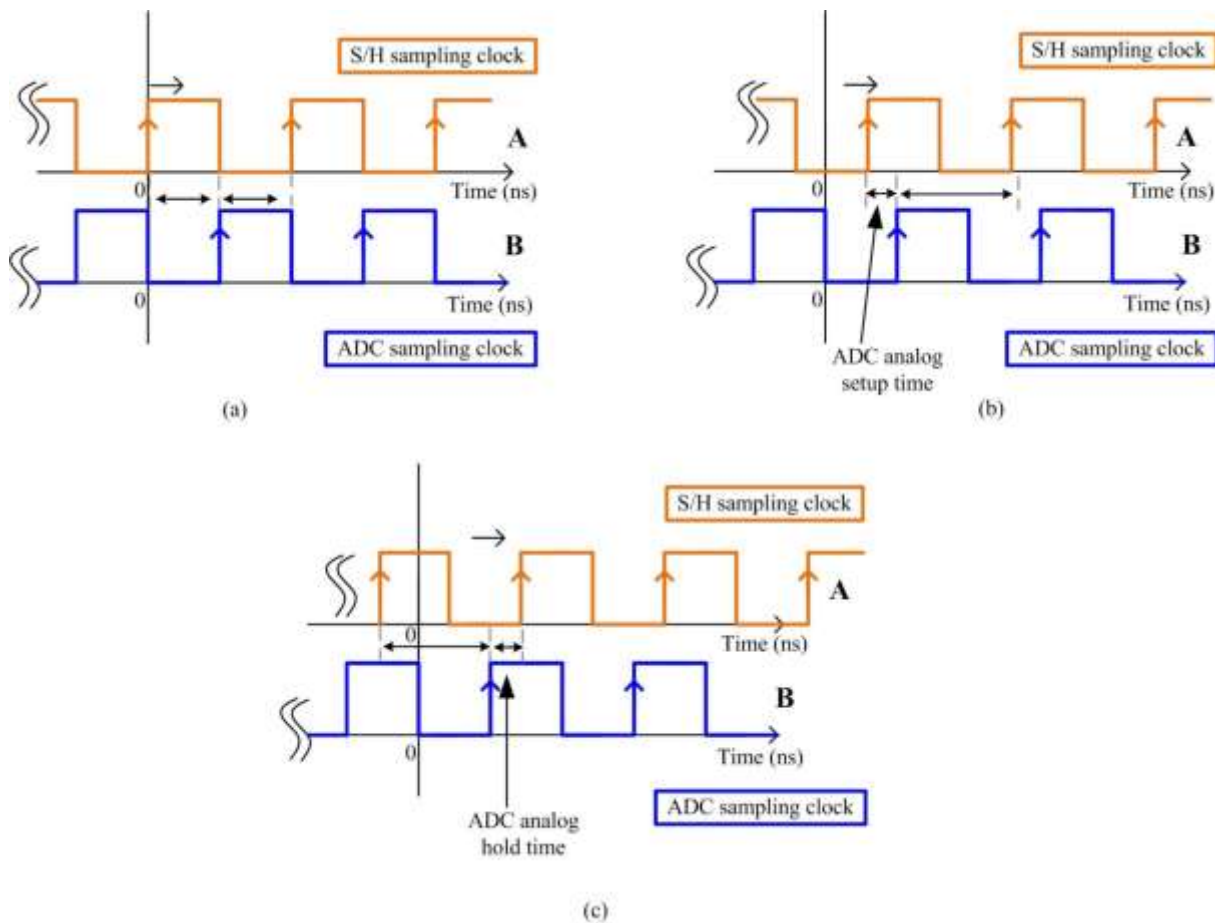 S/H sampling clock
A
0
Time (ns)
B
0
Time (ns)
ADC sampling clock
(a)
S/H sampling clock
A
0
Time (ns)
B
0
Time (ns)
ADC analog
setup time
ADC sampling clock
(b)
S/H sampling clock
A
0
Time (ns)
B
0
Time (ns)
ADC sampling clock
ADC analog
hold time
(c)